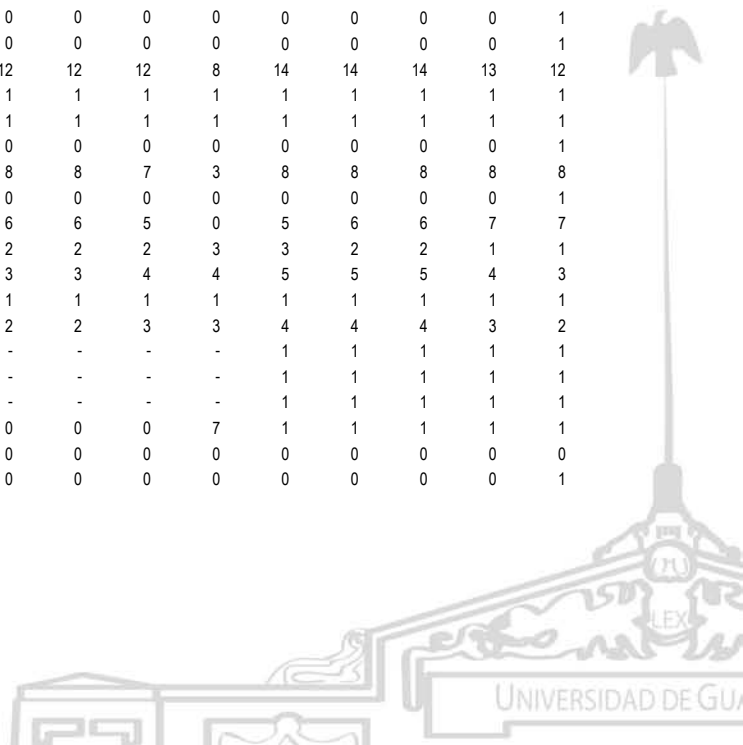 0 0 0 0 0 0 0 0 1
0 0 0 0 0 0 0 0 1
12 12 12 8 14 14 14 13 12
1 1 1 1 1 1 1 1 1
1 1 1 1 1 1 1 1 1
0 0 0 0 0 0 0 0 1
8 8 7 3 8 8 8 8 8
0 0 0 0 0 0 0 0 1
6 6 5 0 5 6 6 7 7
2 2 2 3 3 2 2 1 1
3 3 4 4 5 5 5 4 3
1 1 1 1 1 1 1 1 1
2 2 3 3 4 4 4 3 2
- - - - 1 1 1 1 1
- - - - 1 1 1 1 1
- - - - 1 1 1 1 1
0 0 0 7 1 1 1 1 1
0 0 0 0 0 0 0 0 0
0 0 0 0 0 0 0 0 1
LEX
UNIVERSIDAD DE GUA